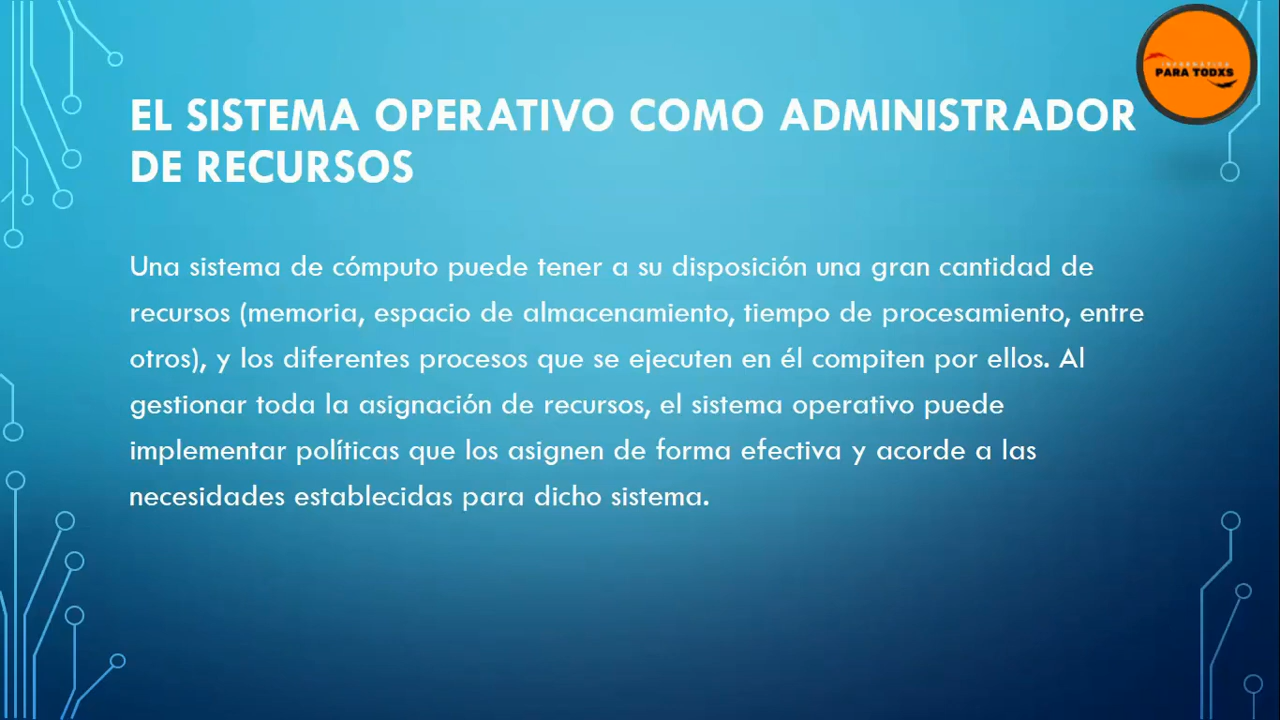 INFORMÁTICA
PARA TODXS
EL SISTEMA OPERATIVO COMO ADMINISTRADOR
DE RECURSOS
Una sistema de cómputo puede tener a su disposición una gran cantidad de
recursos (memoria, espacio de almacenamiento, tiempo de procesamiento, entre
otros), y los diferentes procesos que se ejecuten en él compiten por ellos. Al
gestionar toda la asignación de recursos, el sistema operativo puede
implementar políticas que los asignen de forma efectiva y acorde a las
necesidades establecidas para dicho sistema.